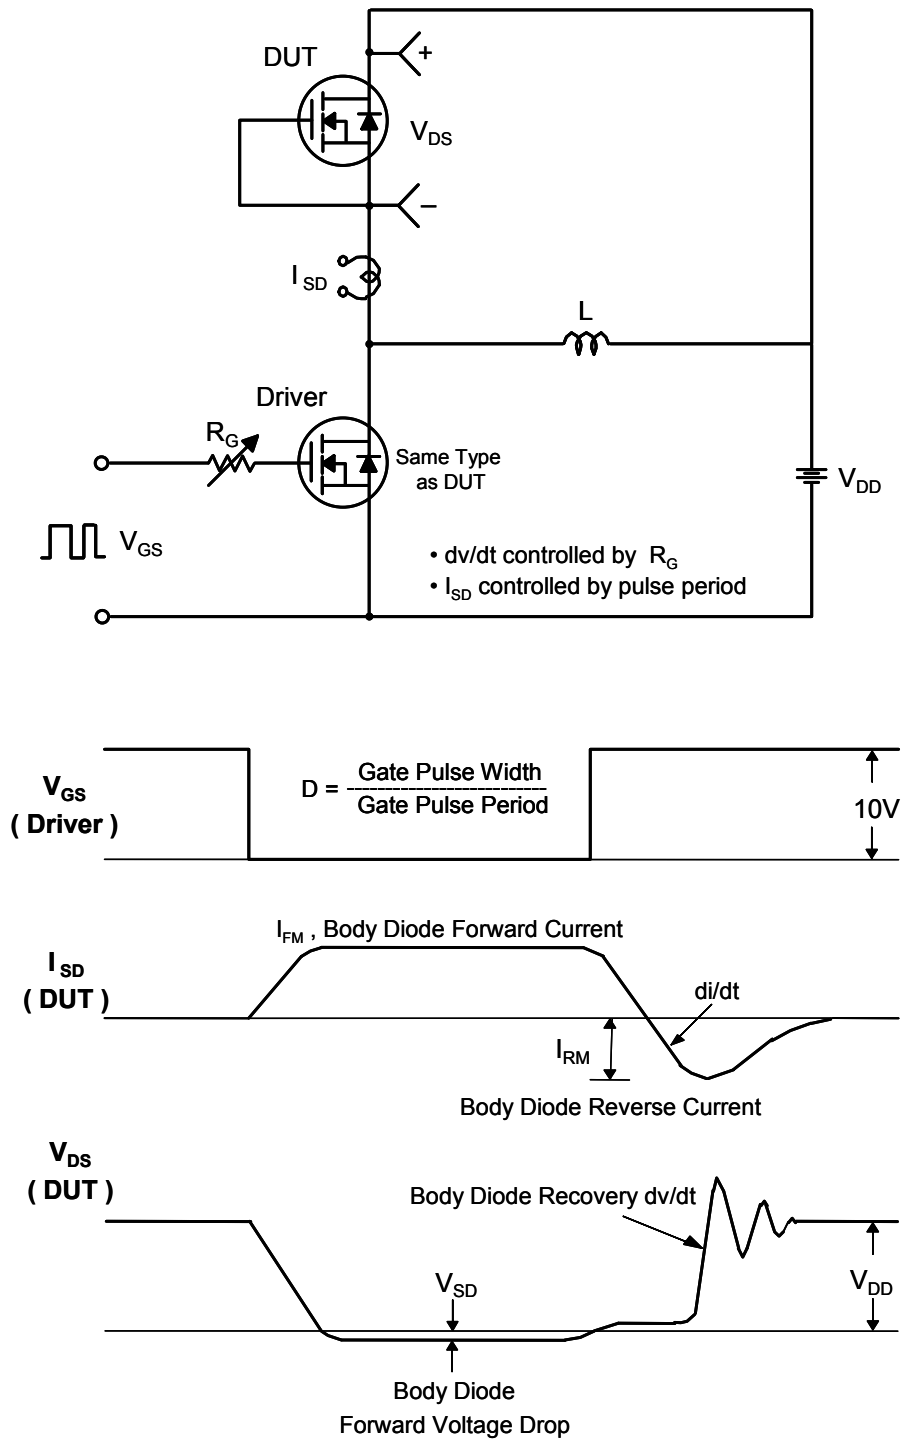 DUT
+
V_DS
−
I_SD
L
Driver
R_G
Same Type
as DUT
V_DD
V_GS
• dv/dt controlled by R_G
• I_SD controlled by pulse period
V_GS
( Driver )
D = Gate Pulse Width
Gate Pulse Period
10V
I_FM , Body Diode Forward Current
I_SD
( DUT )
di/dt
I_RM
Body Diode Reverse Current
V_DS
( DUT )
Body Diode Recovery dv/dt
V_SD
V_DD
Body Diode
Forward Voltage Drop